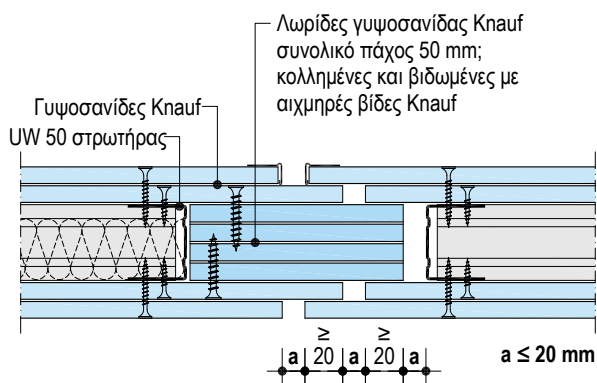 Λωρίδες γυψοσανίδας Knauf
συνολικό πάχος 50 mm;
κολλημένες και βιδωμένες με
αιχμηρές βίδες Knauf
Γυψοσανίδες Knauf
UW 50 στρωτήρας
≥ ≥
a 20 a 20 a
a ≤ 20 mm